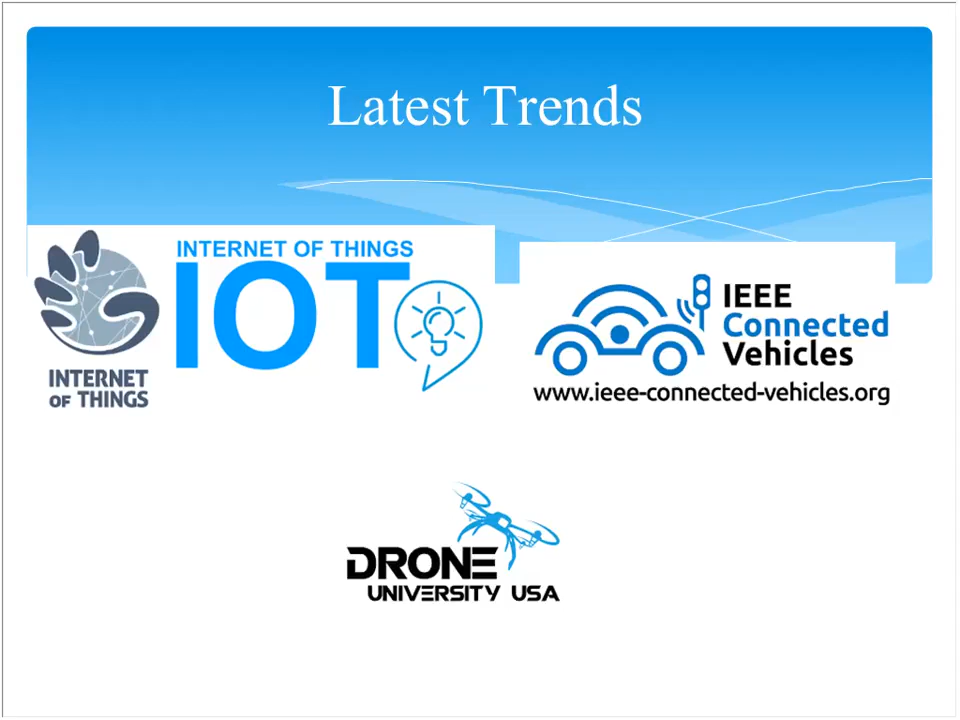 Latest Trends
INTERNET OF THINGS
IOT
INTERNET
OF THINGS
IEEE
Connected
Vehicles
www.ieee-connected-vehicles.org
DRONE
UNIVERSITY USA